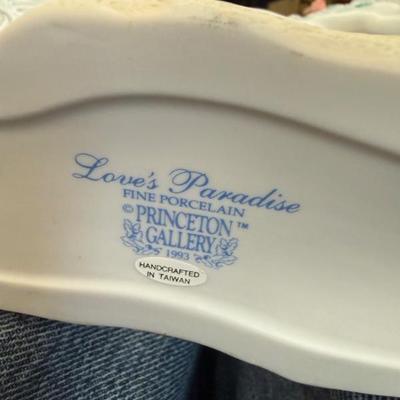 Love's Paradise
FINE PORCELAIN
© PRINCETON™
GALLERY
1993
HANDCRAFTED
IN TAIWAN